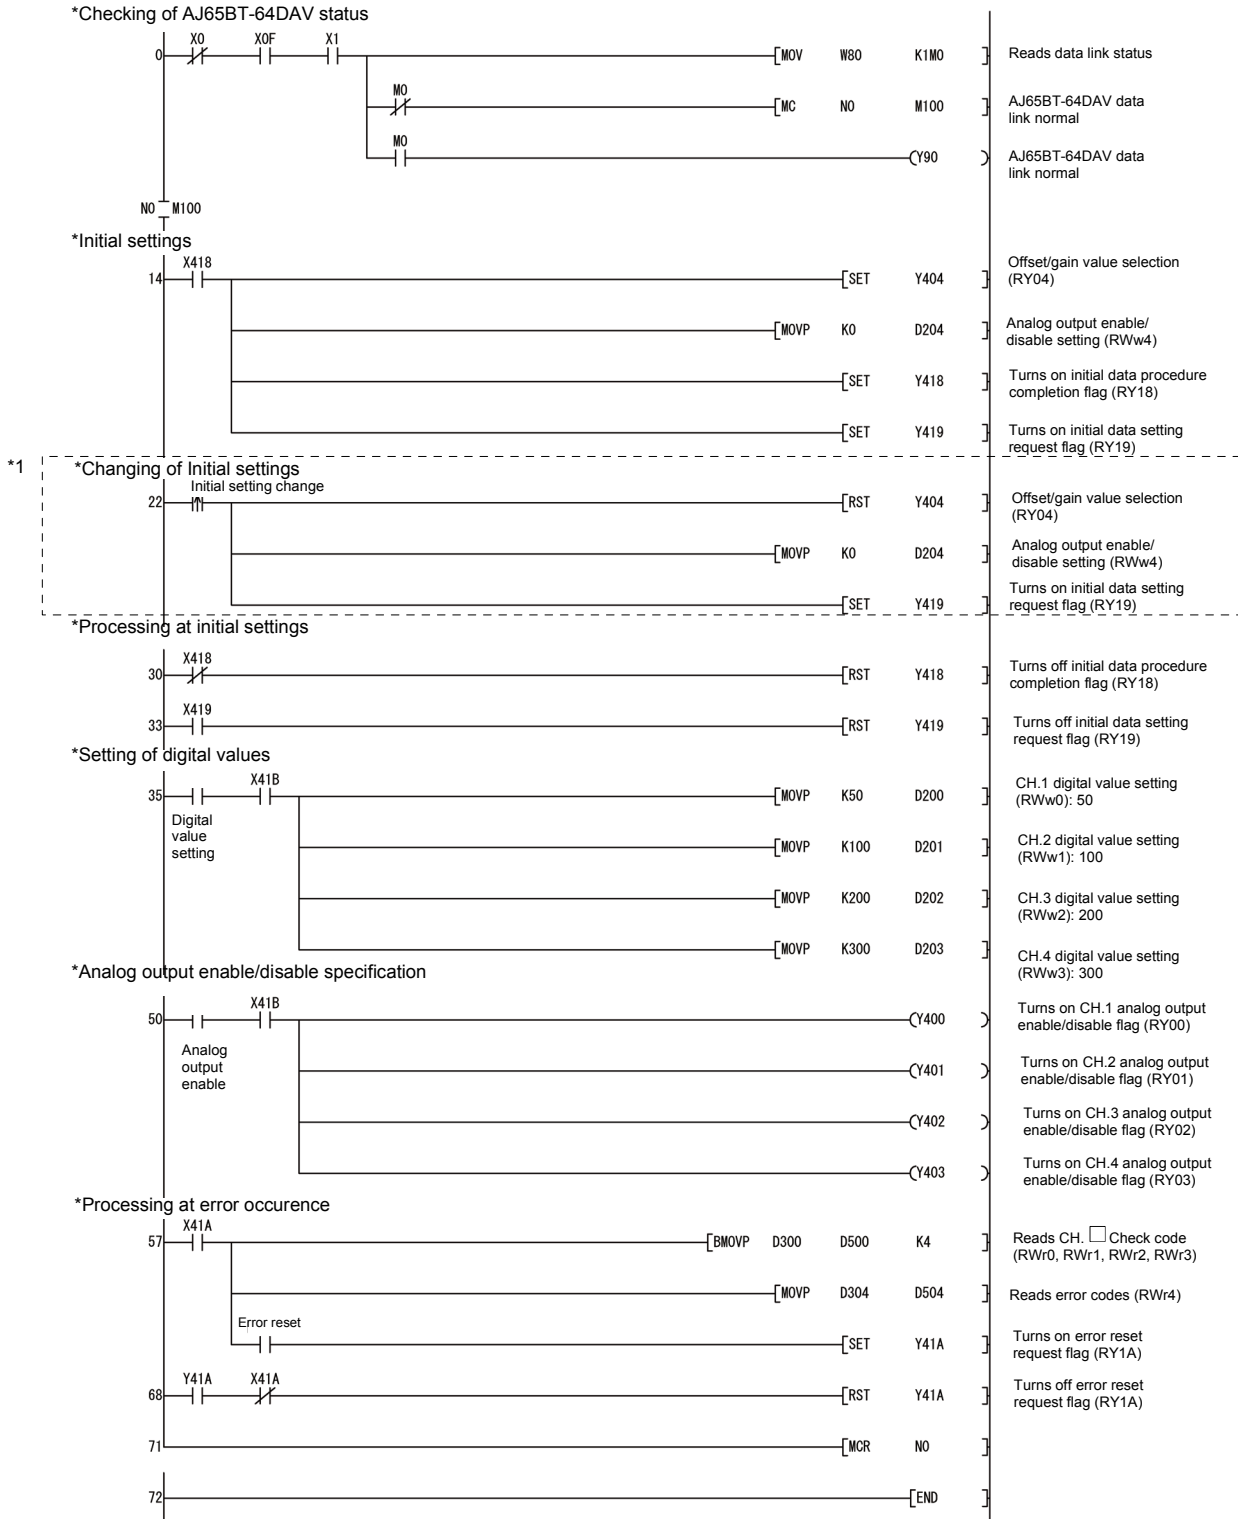 *Checking of AJ65BT-64DAV status
X0 X0F X1
0 MOV W80 K1M0 Reads data link status
M0
MC N0 M100 AJ65BT-64DAV data
link normal
M0
Y90 AJ65BT-64DAV data
link normal
N0 M100
*Initial settings
X418
14 SET Y404 Offset/gain value selection
(RY04)
MOVP K0 D204 Analog output enable/
disable setting (RWw4)
SET Y418 Turns on initial data procedure
completion flag (RY18)
SET Y419 Turns on initial data setting
request flag (RY19)
*1 *Changing of Initial settings
Initial setting change
22 RST Y404 Offset/gain value selection
(RY04)
MOVP K0 D204 Analog output enable/
disable setting (RWw4)
SET Y419 Turns on initial data setting
request flag (RY19)
*Processing at initial settings
X418
30 RST Y418 Turns off initial data procedure
completion flag (RY18)
X419
33 RST Y419 Turns off initial data setting
request flag (RY19)
*Setting of digital values
X41B
35 MOVP K50 D200 CH.1 digital value setting
(RWw0): 50
Digital
value
setting
MOVP K100 D201 CH.2 digital value setting
(RWw1): 100
MOVP K200 D202 CH.3 digital value setting
(RWw2): 200
MOVP K300 D203 CH.4 digital value setting
(RWw3): 300
*Analog output enable/disable specification
X41B
50 Y400 Turns on CH.1 analog output
enable/disable flag (RY00)
Analog
output
enable
Y401 Turns on CH.2 analog output
enable/disable flag (RY01)
Y402 Turns on CH.3 analog output
enable/disable flag (RY02)
Y403 Turns on CH.4 analog output
enable/disable flag (RY03)
*Processing at error occurence
X41A
57 BMOVP D300 D500 K4 Reads CH. □ Check code
(RWr0, RWr1, RWr2, RWr3)
MOVP D304 D504 Reads error codes (RWr4)
Error reset
SET Y41A Turns on error reset
request flag (RY1A)
Y41A X41A
68 RST Y41A Turns off error reset
request flag (RY1A)
71 MCR N0
72 END